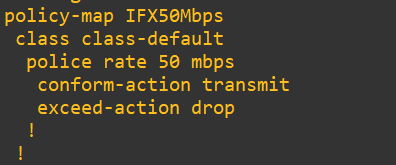 policy-map IFX50Mbps
class class-default
police rate 50 mbps
conform-action transmit
exceed-action drop
!
!